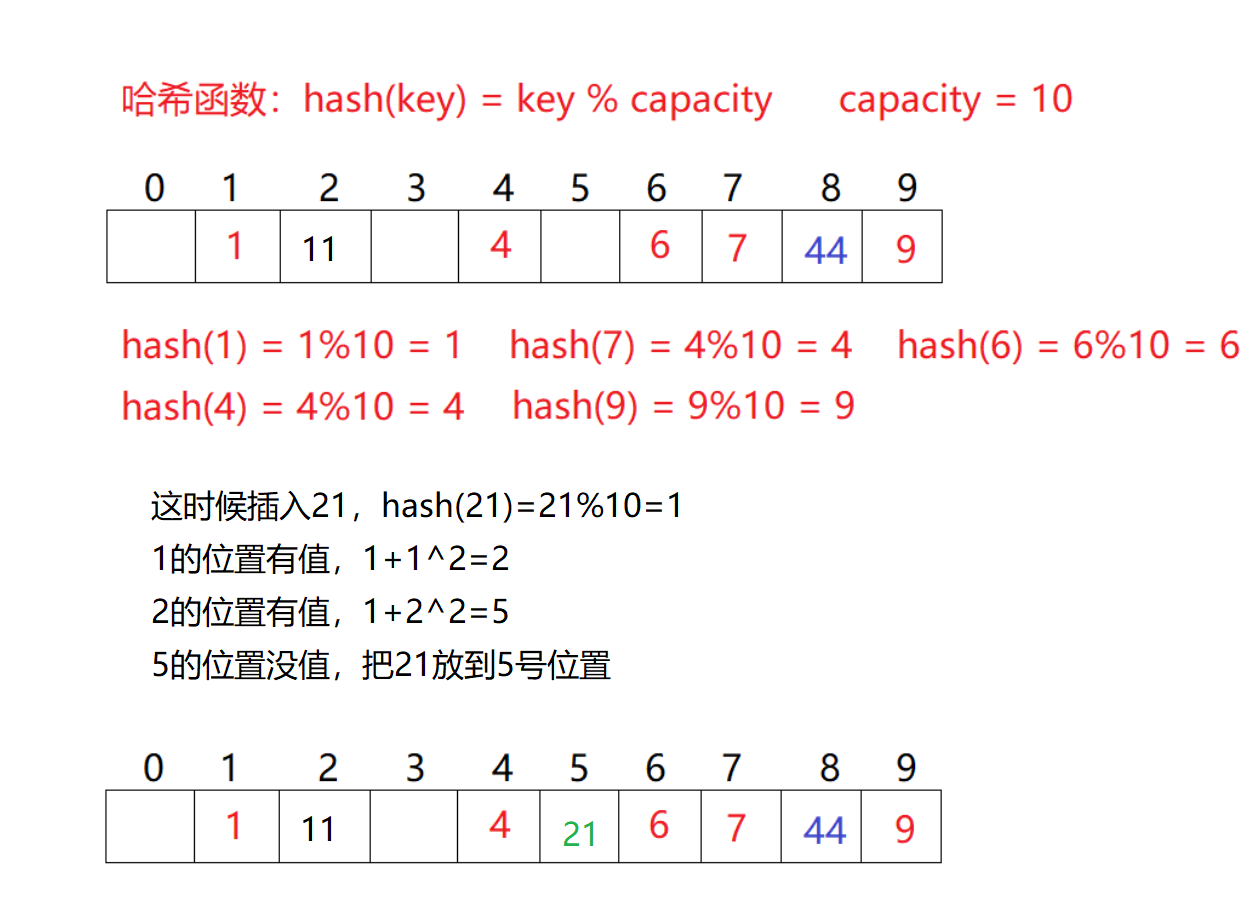 哈希函数：hash(key) = key % capacity capacity = 10
0 1 2 3 4 5 6 7 8 9
1 11 4 6 7 44 9
hash(1) = 1%10 = 1 hash(7) = 4%10 = 4 hash(6) = 6%10 = 6
hash(4) = 4%10 = 4 hash(9) = 9%10 = 9
这时候插入21，hash(21)=21%10=1
1的位置有值，1+1^2=2
2的位置有值，1+2^2=5
5的位置没值，把21放到5号位置
0 1 2 3 4 5 6 7 8 9
1 11 4 21 6 7 44 9